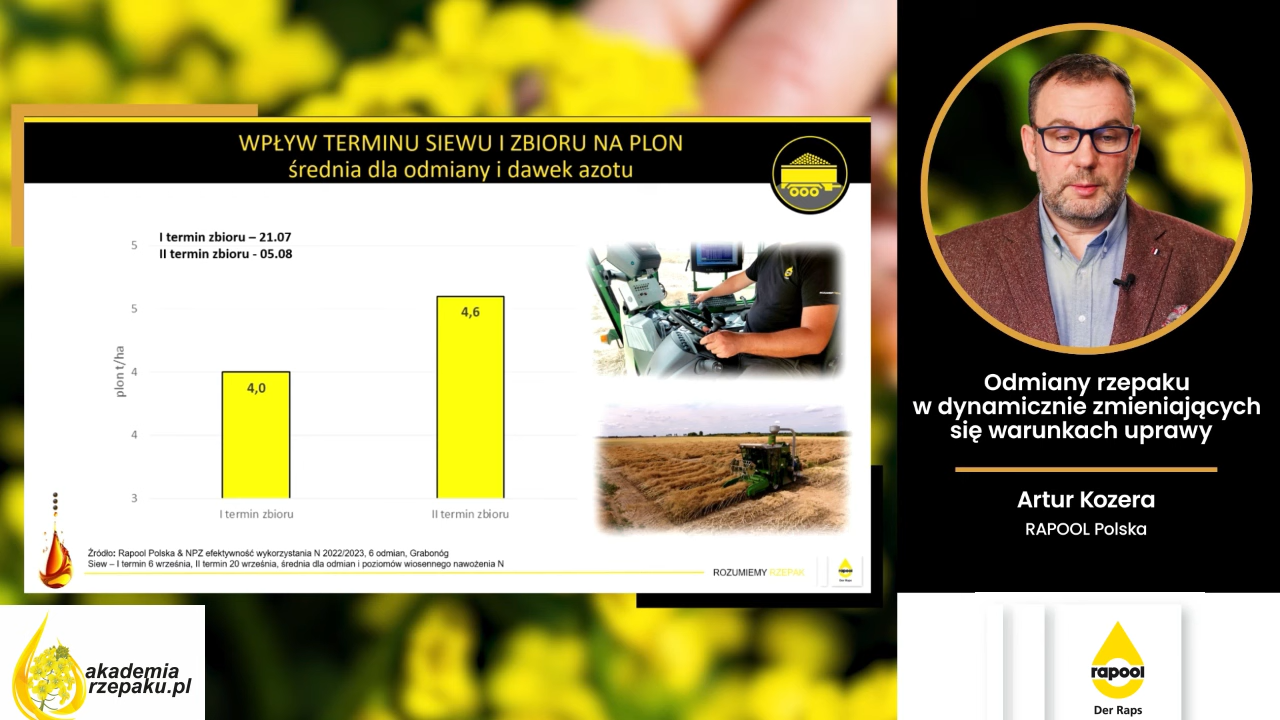 WPŁYW TERMINU SIEWU I ZBIORU NA PLON
średnia dla odmiany i dawek azotu
I termin zbioru – 21.07
II termin zbioru - 05.08
5
5
4
4
3
plon t/ha
4,0
4,6
I termin zbioru
II termin zbioru
Źródło: Rapool Polska & NPZ efektywność wykorzystania N 2022/2023, 6 odmian, Grabonóg
Siew – I termin 6 września, II termin 20 września, średnia dla odmian i poziomów wiosennego nawożenia N
ROZUMIEMY RZEPAK
rapool
Der Raps
Odmiany rzepaku
w dynamicznie zmieniających
się warunkach uprawy
Artur Kozera
RAPOOL Polska
akademia
rzepaku.pl
rapool
Der Raps